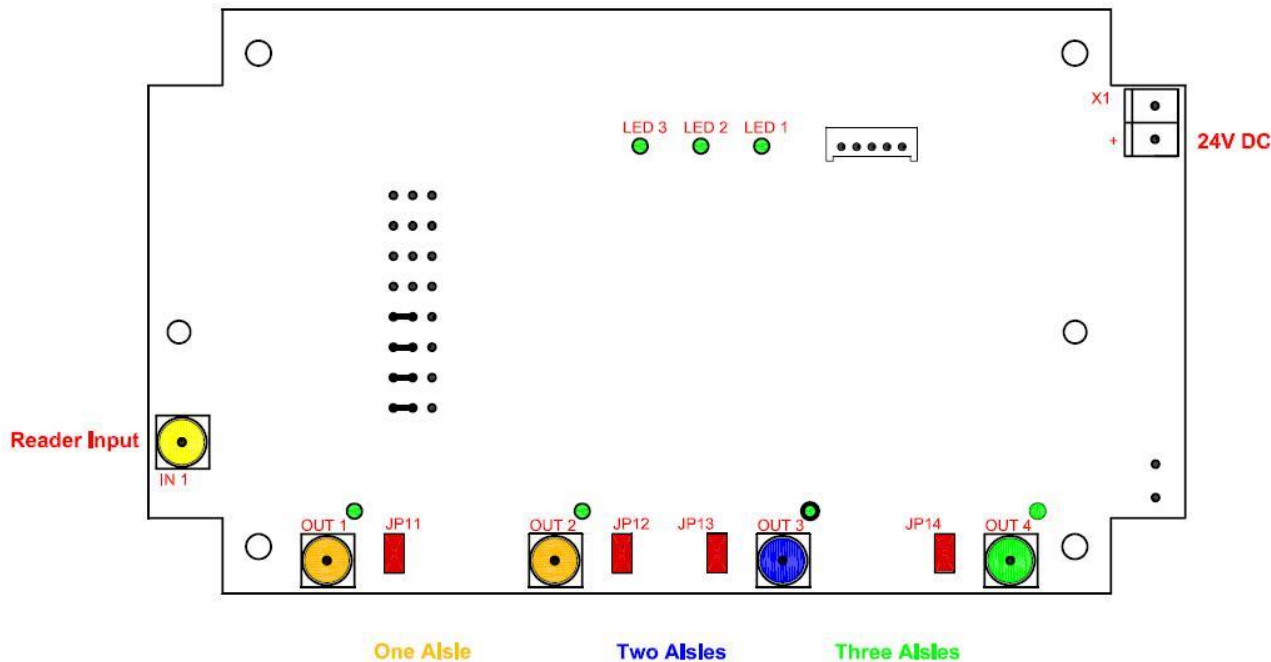 X1
LED 3 LED 2 LED 1
+ 24V DC
Reader Input
IN 1
OUT 1 JP11 OUT 2 JP12 JP13 OUT 3 JP14 OUT 4
One Aisle Two Aisles Three Aisles